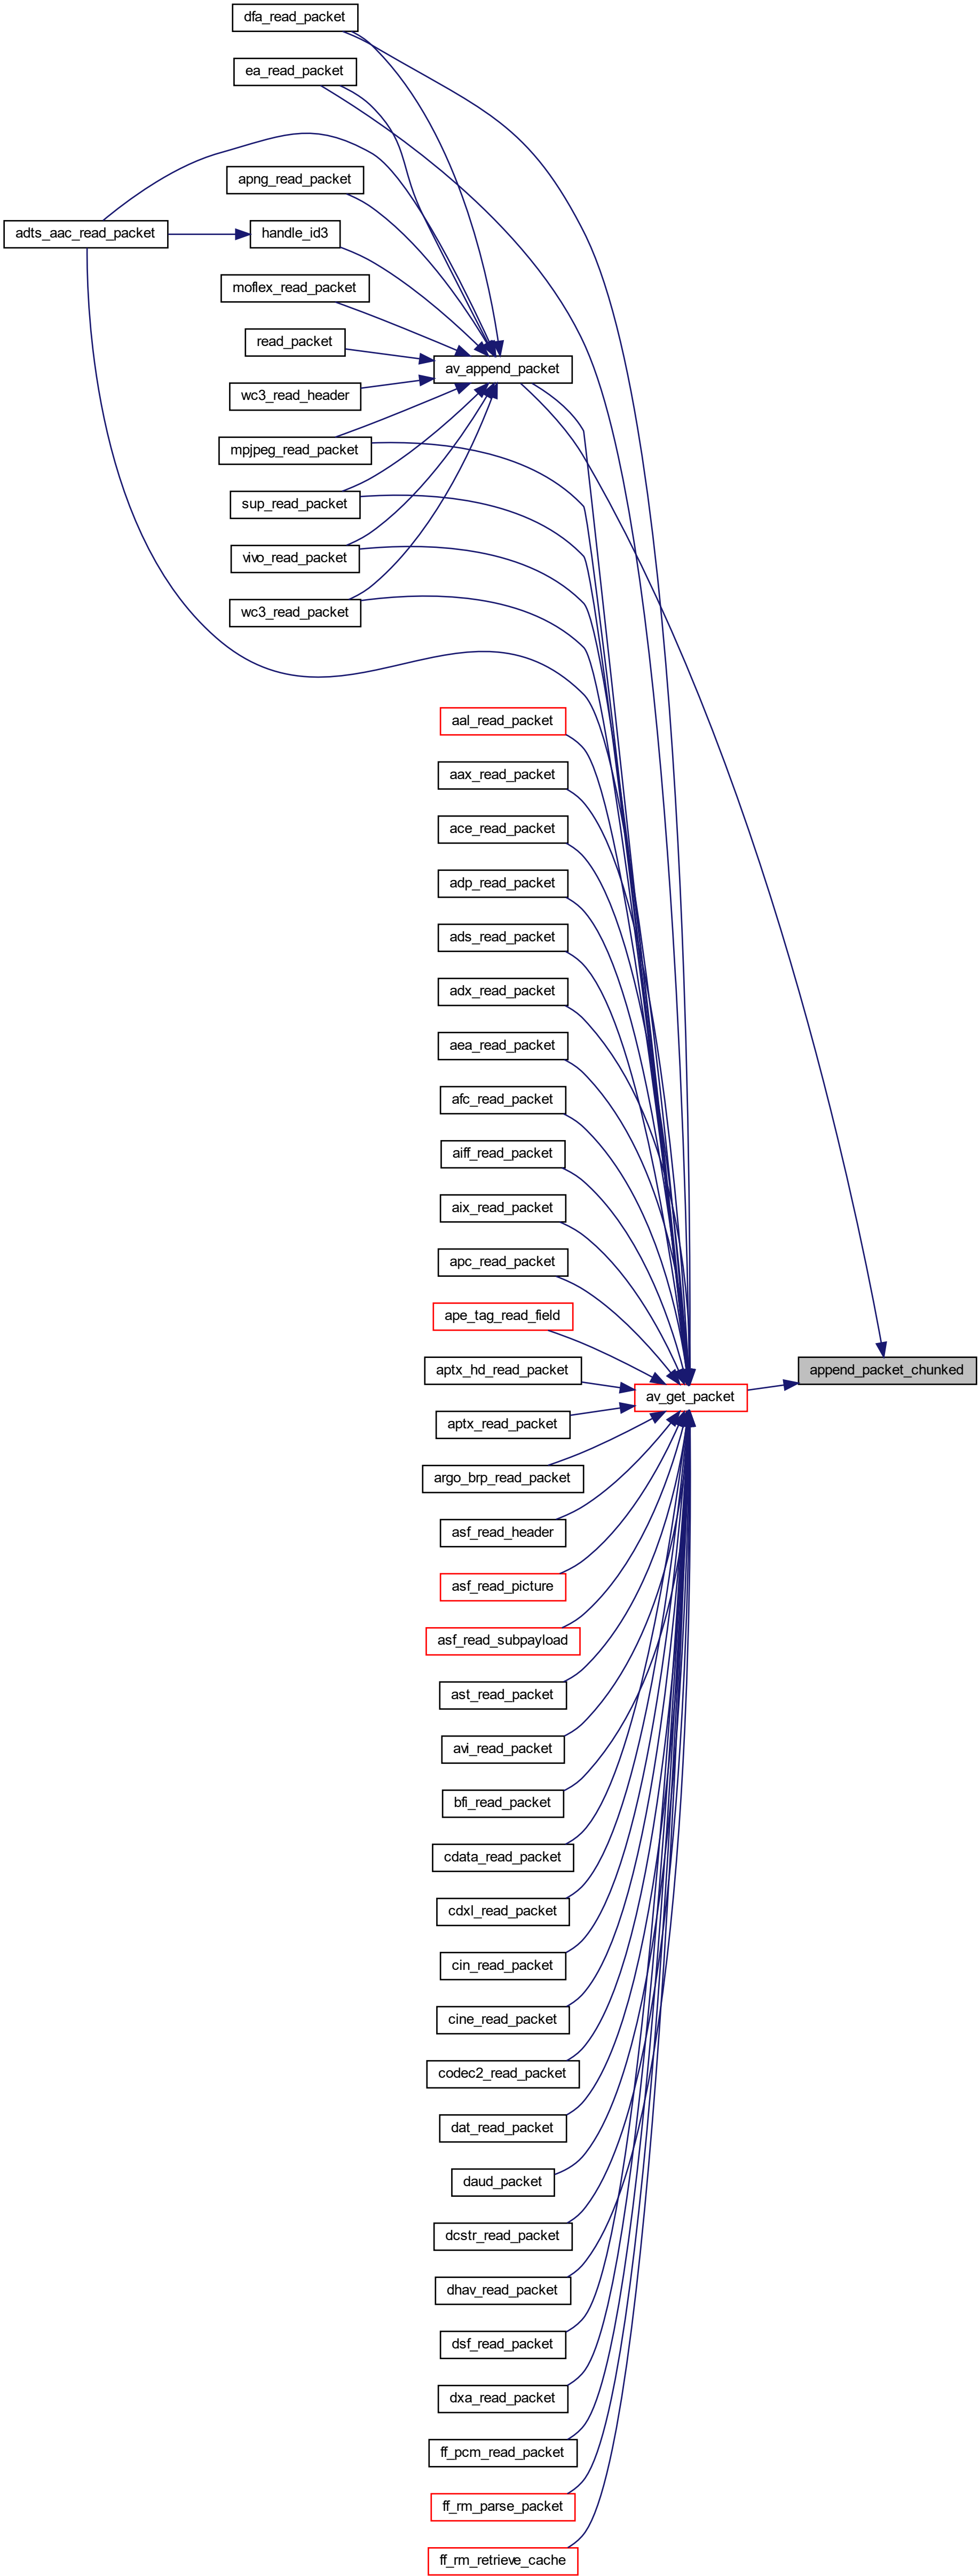 dfa_read_packet
ea_read_packet
apng_read_packet
adts_aac_read_packet
handle_id3
moflex_read_packet
read_packet
av_append_packet
wc3_read_header
mpjpeg_read_packet
sup_read_packet
vivo_read_packet
wc3_read_packet
aal_read_packet
aax_read_packet
ace_read_packet
adp_read_packet
ads_read_packet
adx_read_packet
aea_read_packet
afc_read_packet
aiff_read_packet
aix_read_packet
apc_read_packet
ape_tag_read_field
aptx_hd_read_packet
append_packet_chunked
av_get_packet
aptx_read_packet
argo_brp_read_packet
asf_read_header
asf_read_picture
asf_read_subpayload
ast_read_packet
avi_read_packet
bfi_read_packet
cdata_read_packet
cdxl_read_packet
cin_read_packet
cine_read_packet
codec2_read_packet
dat_read_packet
daud_packet
dcstr_read_packet
dhav_read_packet
dsf_read_packet
dxa_read_packet
ff_pcm_read_packet
ff_rm_parse_packet
ff_rm_retrieve_cache